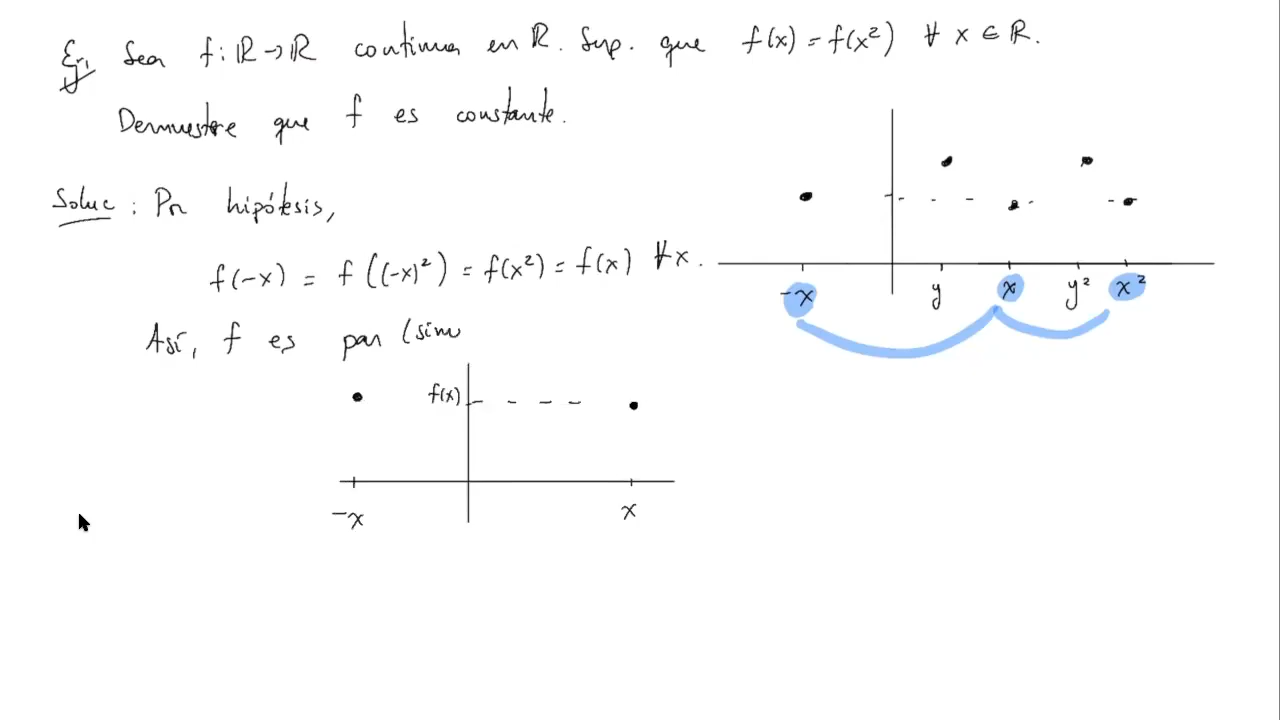 Ej, Sea f: ℝ→ℝ continua en ℝ. Sup. que f(x) = f(x²) ∀ x ∈ ℝ.
Demuestre que f es constante.
Soluc: Por hipótesis,
f(-x) = f((-x)²) = f(x²) = f(x) ∀x.
-x y x y² x²
Así, f es par (sim
f(x)
-x x